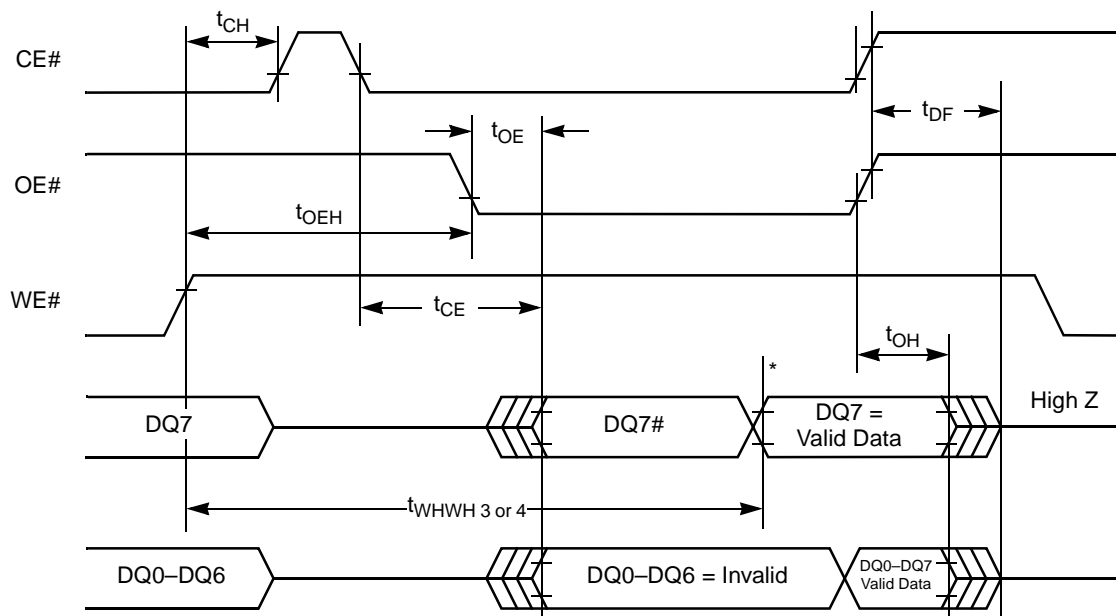 tCH
CE#
tDF
tOE
OE#
tOEH
WE#
tCE
tOH
*
DQ7
DQ7#
DQ7 =
Valid Data
High Z
tWHWH 3 or 4
DQ0–DQ6
DQ0–DQ6 = Invalid
DQ0–DQ7
Valid Data